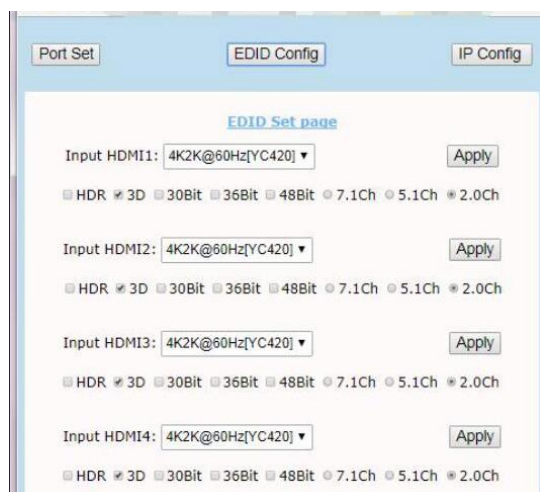 Port Set EDID Config IP Config
EDID Set page
Input HDMI1: 4K2K@60Hz[YC420] Apply
HDR 3D 30Bit 36Bit 48Bit 7.1Ch 5.1Ch 2.0Ch
Input HDMI2: 4K2K@60Hz[YC420] Apply
HDR 3D 30Bit 36Bit 48Bit 7.1Ch 5.1Ch 2.0Ch
Input HDMI3: 4K2K@60Hz[YC420] Apply
HDR 3D 30Bit 36Bit 48Bit 7.1Ch 5.1Ch 2.0Ch
Input HDMI4: 4K2K@60Hz[YC420] Apply
HDR 3D 30Bit 36Bit 48Bit 7.1Ch 5.1Ch 2.0Ch